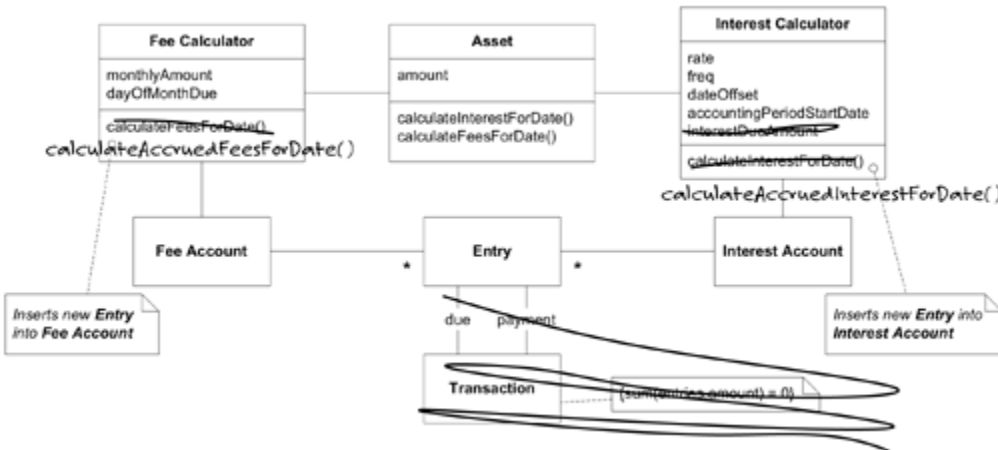 Fee Calculator
monthlyAmount
dayOfMonthDue
calculateFeesForDate()
calculateAccruedFeesForDate()
Asset
amount
calculateInterestForDate()
calculateFeesForDate()
Interest Calculator
rate
freq
dateOffset
accountingPeriodStartDate
interestDueAmount
calculateInterestForDate()
calculateAccruedInterestForDate()
Fee Account
*
Entry
*
Interest Account
Inserts new Entry
into Fee Account
due
payment
Inserts new Entry into
Interest Account
Transaction
{sum(entries.amount) = 0}